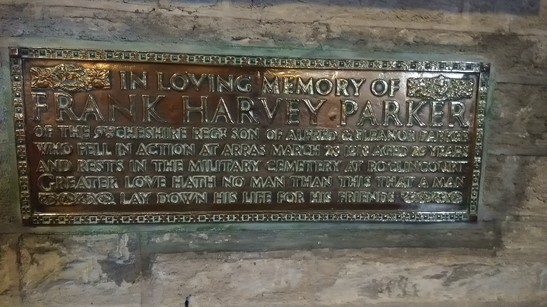 IN LOVING MEMORY OF
FRANK HARVEY PARKER
OF THE CHESHIRE REGT SON OF ALFRED & ELEANOR PARKER
WHO FELL IN ACTION AT ARRAS MARCH 1918 AGED YEARS
AND RESTS IN THE MILITARY CEMETERY AT
GREATER LOVE HATH NO MAN THAN THIS THAT A MAN
LAY DOWN HIS LIFE FOR HIS FRIENDS